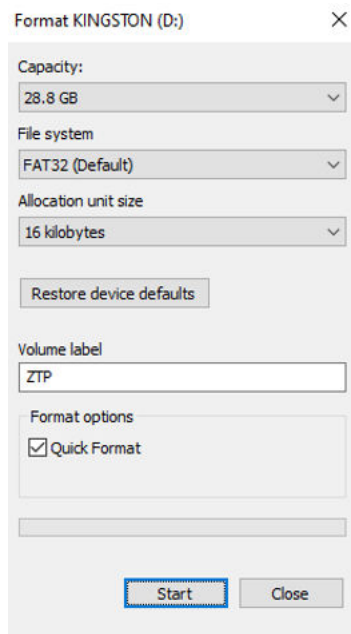 Format KINGSTON (D:)
Capacity:
28.8 GB
File system
FAT32 (Default)
Allocation unit size
16 kilobytes
Restore device defaults
Volume label
ZTP
Format options
Quick Format
Start
Close